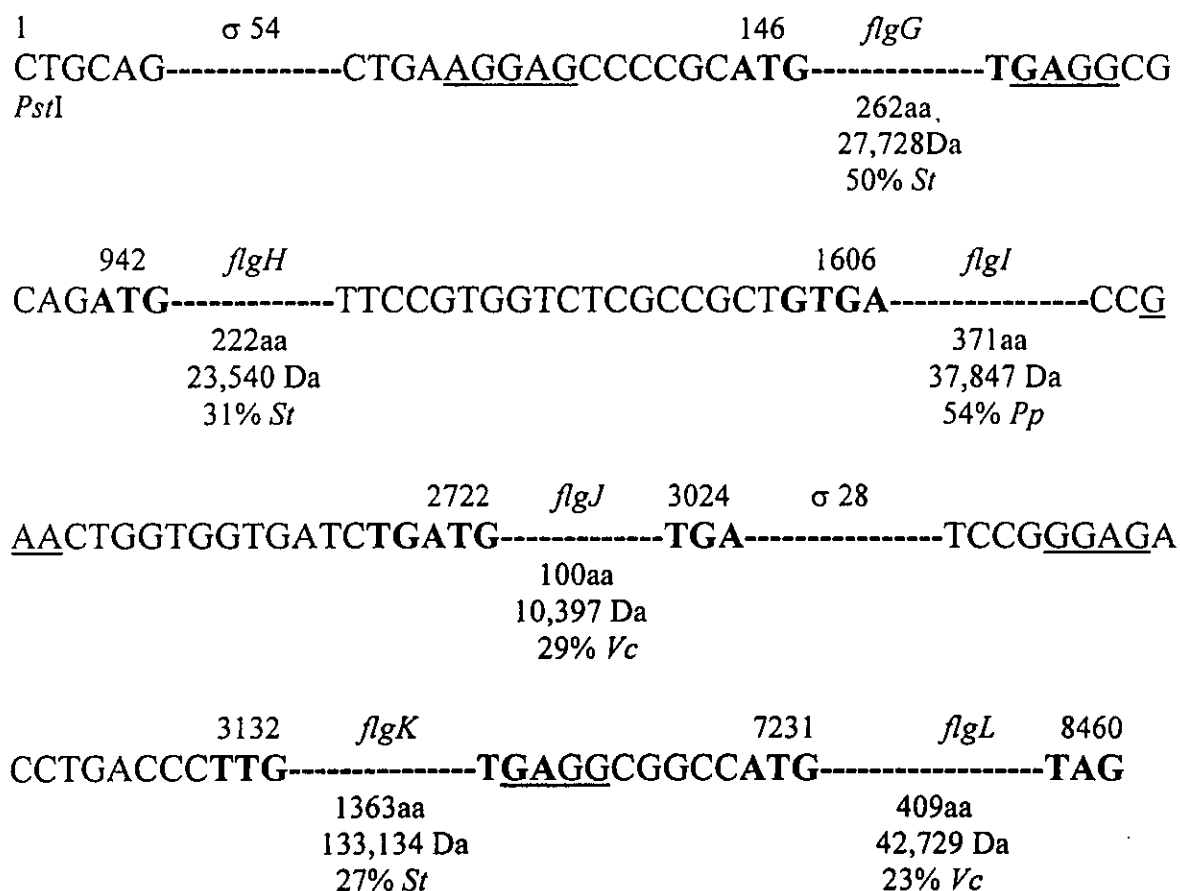 1 σ 54 146 flgG
CTGCAG-------------CTGAAGGAGCCCCGCATG-------------TGAGGCG
PstI 262aa
27,728Da
50% St
942 flgH 1606 flgI
CAGATG-------------TTCCGTGGTCTCGCCGCTGTGA---------------CCG
222aa 371aa
23,540 Da 37,847 Da
31% St 54% Pp
2722 flgJ 3024 σ 28
AACTGGTGGTGATCTGATG------------TGA---------------TCCGGGAGA
100aa
10,397 Da
29% Vc
3132 flgK 7231 flgL 8460
CCTGACCCTTG--------------TGAGGCGGCCATG-----------------TAG
1363aa 409aa
133,134 Da 42,729 Da
27% St 23% Vc